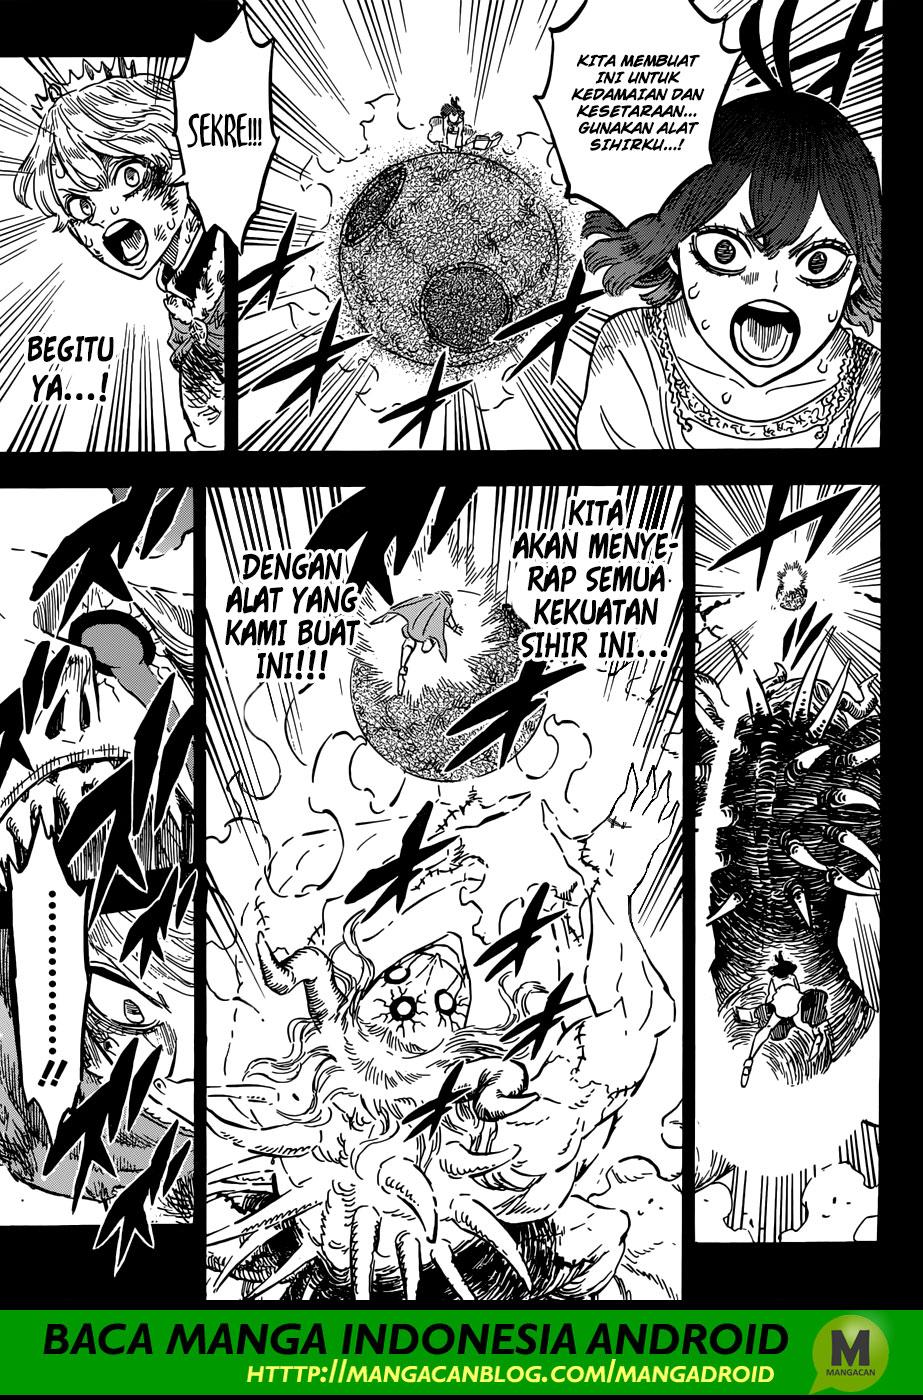 KITA MEMBUAT
INI UNTUK
KEDAMAIAN DAN
KESETARAAN...
GUNAKAN ALAT
SIHIRKU...!
SEKRE!!!
BEGITU
YA...!
KITA
AKAN MENYE-
RAP SEMUA
KEKUATAN
SIHIR INI...
DENGAN
ALAT YANG
KAMI BUAT
INI!!!
..........!!
BACA MANGA INDONESIA ANDROID
HTTTP://MANGACANBLOG.COM/MANGADROID
M
MANGACAN